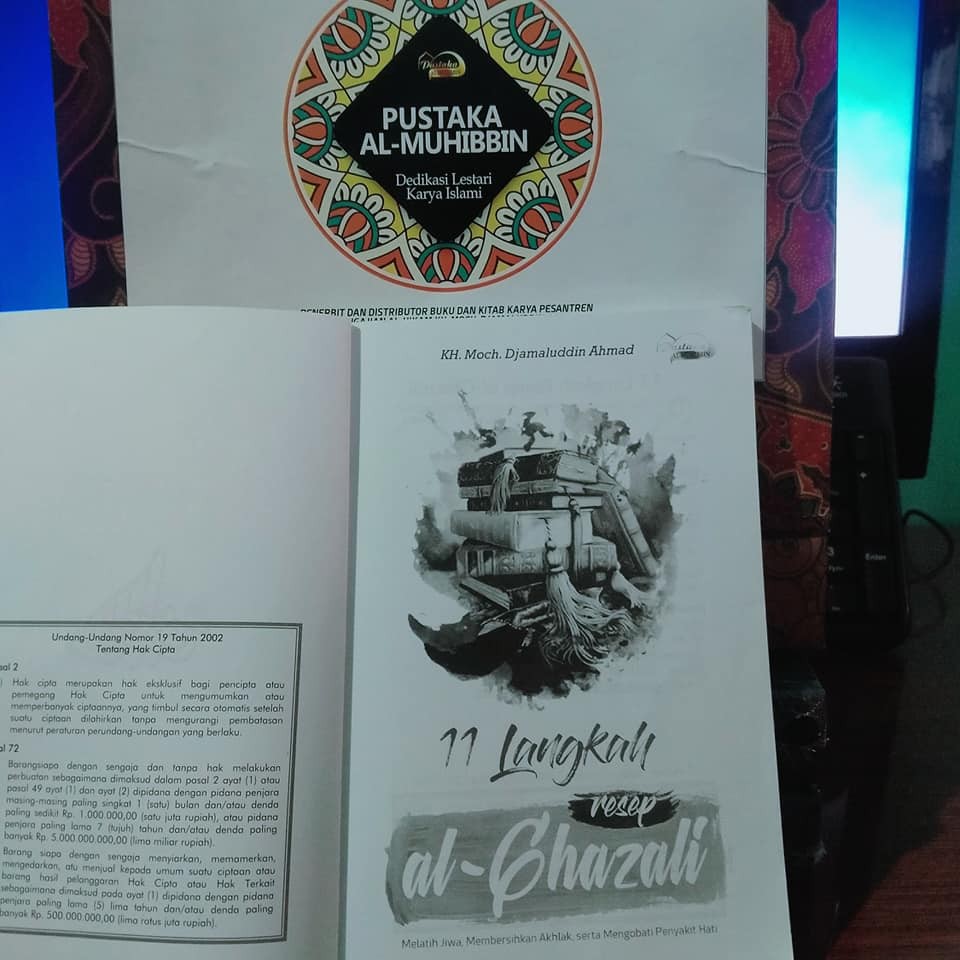 Pustaka
PUSTAKA
AL-MUHIBBIN
Dedikasi Lestari
Karya Islami
PENERBIT DAN DISTRIBUTOR BUKU DAN KITAB KARYA PESANTREN
KH. Moch. Djamaluddin Ahmad
Pustaka
11 Langkah
resep
al-Ghazali
Melatih Jiwa, Membersihkan Akhlak, serta Mengobati Penyakit Hati
Undang-Undang Nomor 19 Tahun 2002
Tentang Hak Cipta
sal 2
) Hak cipta merupakan hak eksklusif bagi pencipta atau
pemegang Hak Cipta untuk mengumumkan atau
memperbanyak ciptaannya, yang timbul secara otomatis setelah
suatu ciptaan dilahirkan tanpa mengurangi pembatasan
menurut peraturan perundang-undangan yang berlaku.
al 72
Barangsiapa dengan sengaja dan tanpa hak melakukan
perbuatan sebagaimana dimaksud dalam pasal 2 ayat (1) atau
pasal 49 ayat (1) dan ayat (2) dipidana dengan pidana penjara
masing-masing paling singkat 1 (satu) bulan dan/atau denda
paling sedikit Rp. 1.000.000,00 (satu juta rupiah), atau pidana
penjara paling lama 7 (tujuh) tahun dan/atau denda paling
banyak Rp. 5.000.000.000,00 (lima miliar rupiah).
Barang siapa dengan sengaja menyiarkan, memamerkan,
mengedarkan, atu menjual kepada umum suatu ciptaan atau
barang hasil pelanggaran Hak Cipta atau Hak Terkait
sebagaimana dimaksud pada ayat (1) dipidana dengan pidana
penjara paling lama (5) lima tahun dan/atau denda paling
banyak Rp. 500.000.000,00 (lima ratus juta rupiah).
+
3
Enter